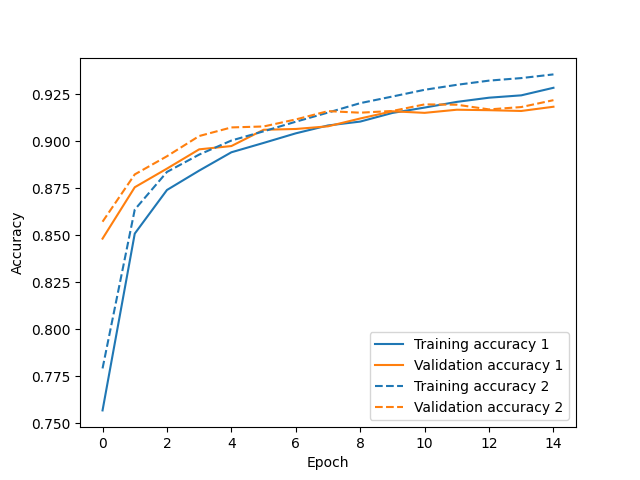 0.925
0.900
0.875
0.850
0.825
0.800
0.775
0.750
Accuracy
Training accuracy 1
Validation accuracy 1
Training accuracy 2
Validation accuracy 2
0 2 4 6 8 10 12 14
Epoch